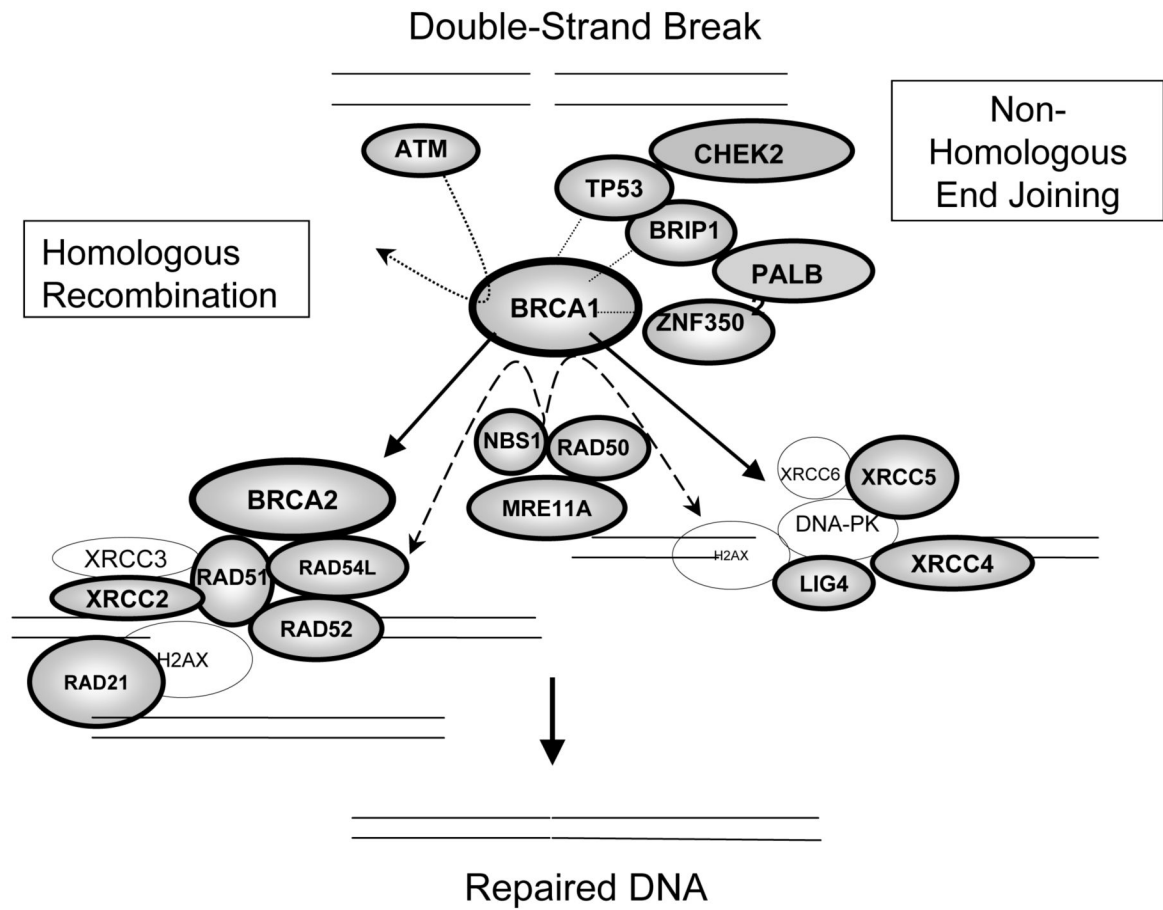 Double-Strand Break
Non-
Homologous
End Joining
ATM
CHEK2
TP53
BRIP1
Homologous
Recombination
PALB
2
BRCA1
ZNF350
NBS1
RAD50
MRE11A
XRCC6
XRCC5
BRCA2
DNA-PK
H2AX
XRCC4
LIG4
XRCC3
RAD51
RAD54L
XRCC2
RAD52
H2AX
RAD21
Repaired DNA